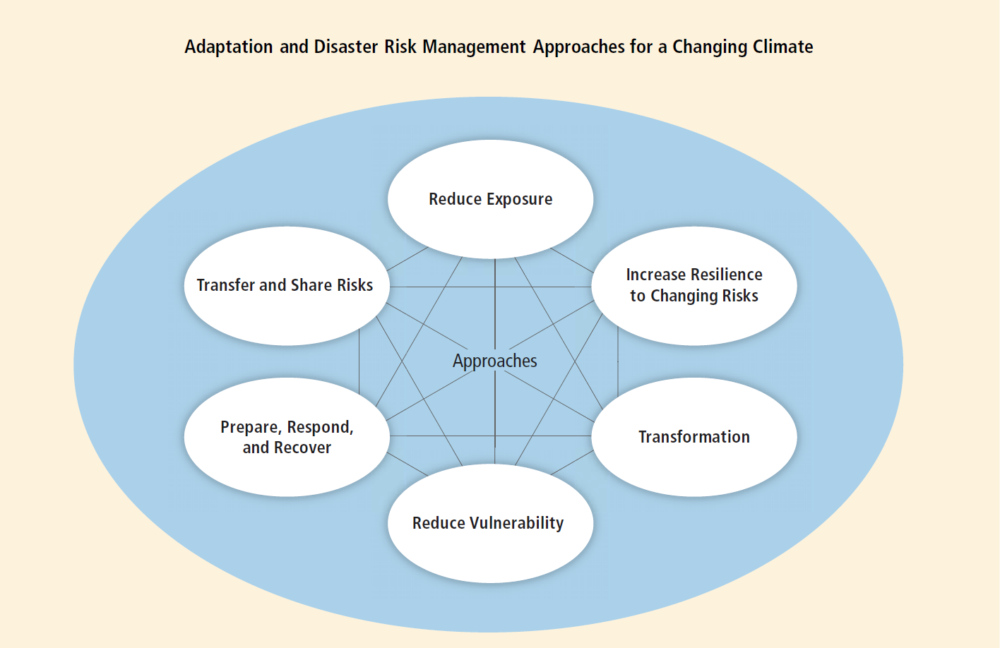 Adaptation and Disaster Risk Management Approaches for a Changing Climate
Reduce Exposure
Transfer and Share Risks
Increase Resilience
to Changing Risks
Approaches
Prepare, Respond,
and Recover
Transformation
Reduce Vulnerability